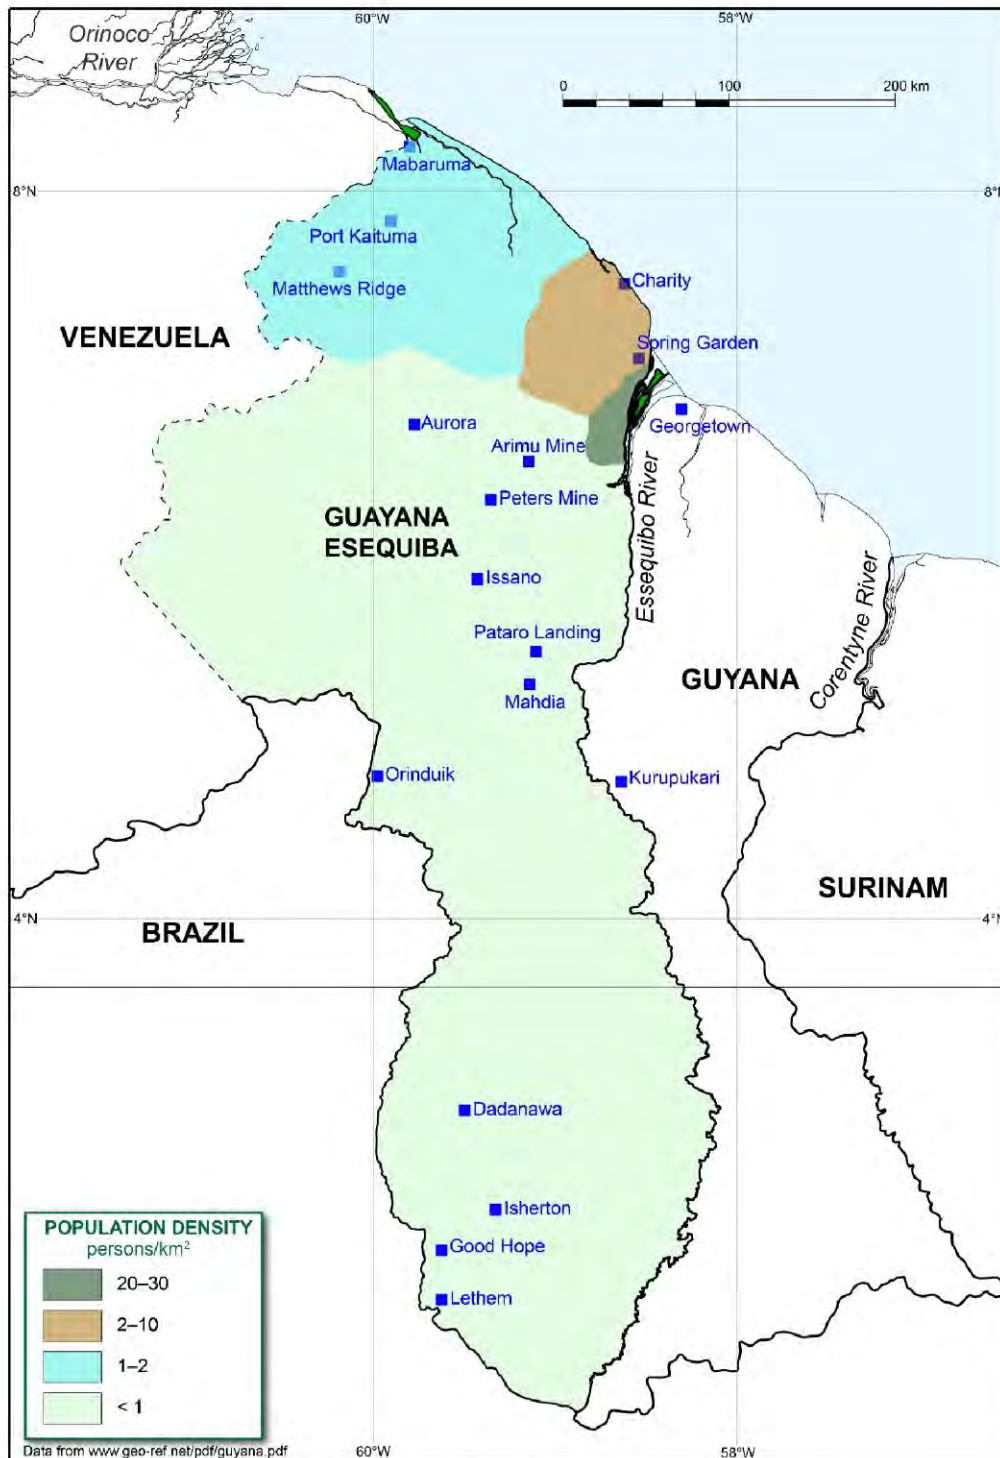 60°W
58°W
Orinoco
River
0
100
200 km
Mabaruma
8°N
8°N
Port Kaituma
Matthews Ridge
Charity
VENEZUELA
Spring Garden
Georgetown
Aurora
Arimu Mine
Peters Mine
GUAYANA
ESEQUIBA
Essequibo River
Issano
Corentyne River
Pataro Landing
GUYANA
Mahdia
Orinduik
Kurupukari
SURINAM
4°N
4°N
BRAZIL
Dadanawa
Isherton
Good Hope
Lethem
POPULATION DENSITY
persons/km²
20–30
2–10
1–2
< 1
Data from www.geo-ref.net/pdf/guyana.pdf
60°W
58°W